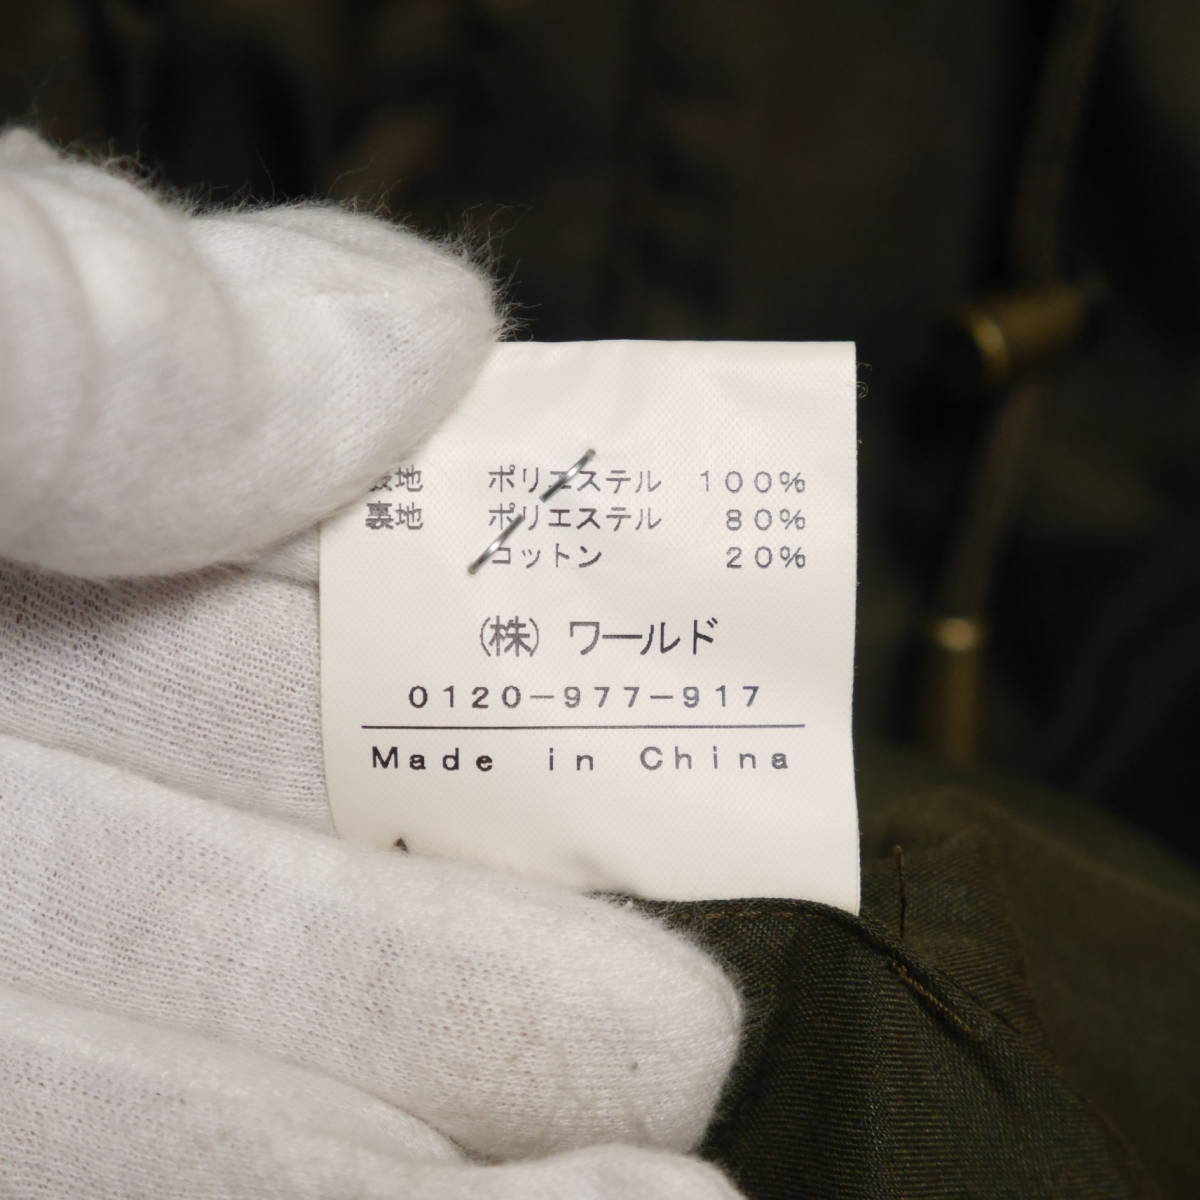 表地 ポリエステル 100%
裏地 ポリエステル 80%
コットン 20%
(株) ワールド
0120-977-917
Made in China